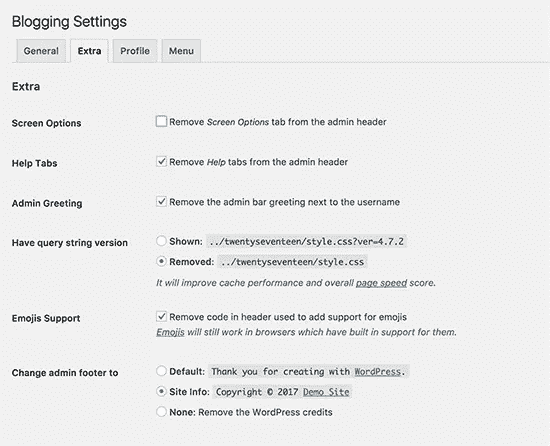 Blogging Settings
General Extra Profile Menu
Extra
Screen Options Remove Screen Options tab from the admin header
Help Tabs Remove Help tabs from the admin header
Admin Greeting Remove the admin bar greeting next to the username
Have query string version Shown: ../twentyseventeen/style.css?ver=4.7.2
Removed: ../twentyseventeen/style.css
It will improve cache performance and overall page speed score.
Emojis Support Remove code in header used to add support for emojis
Emojis will still work in browsers which have built in support for them.
Change admin footer to Default: Thank you for creating with WordPress.
Site Info: Copyright © 2017 Demo Site
None: Remove the WordPress credits